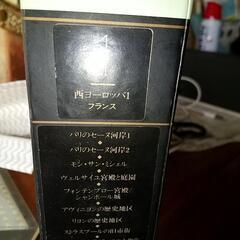 西ヨーロッパ1
フランス
パリのセーヌ河岸1
パリのセーヌ河岸2
モン・サン・ミシェル
ヴェルサイユ宮殿と庭園
フォンテンブロー宮殿/
シャンボール城
アヴィニョンの歴史地区
リヨンの歴史地区
ストラスブールの旧市街